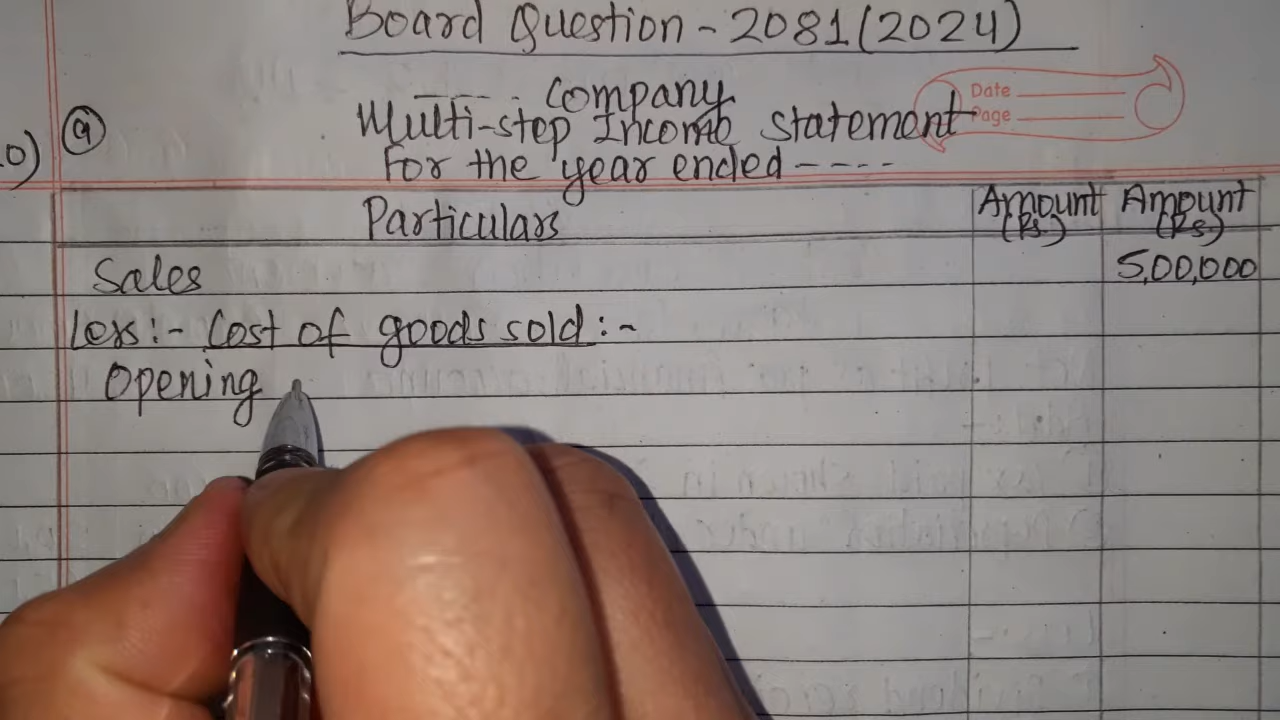 Board Question - 2081 (2024)
----- Company
Date
Page
0) a
Multi-step Income statement
For the year ended ----
Particulars Amount (Rs.) Amount (Rs.)
Sales 5,00,000
Less:- Cost of goods sold:-
Opening